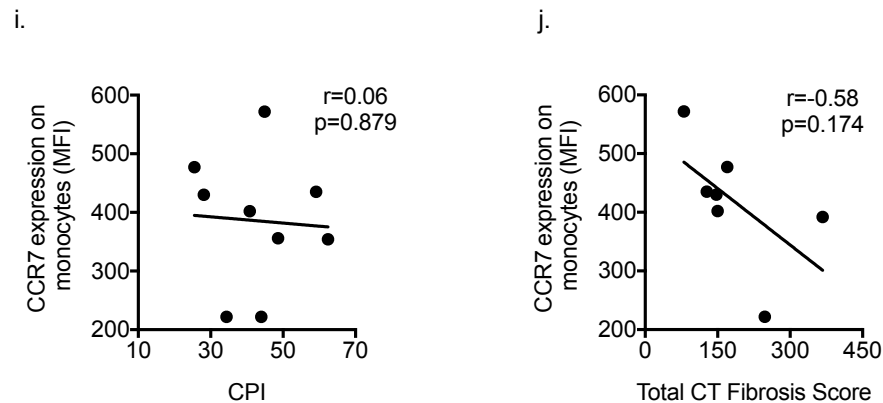 i.
CCR7 expression on
monocytes (MFI)
600
500
400
300
200
10
30
50
70
CPI
r=0.06
p=0.879
j.
CCR7 expression on
monocytes (MFI)
600
500
400
300
200
0
150
300
450
Total CT Fibrosis Score
r=-0.58
p=0.174